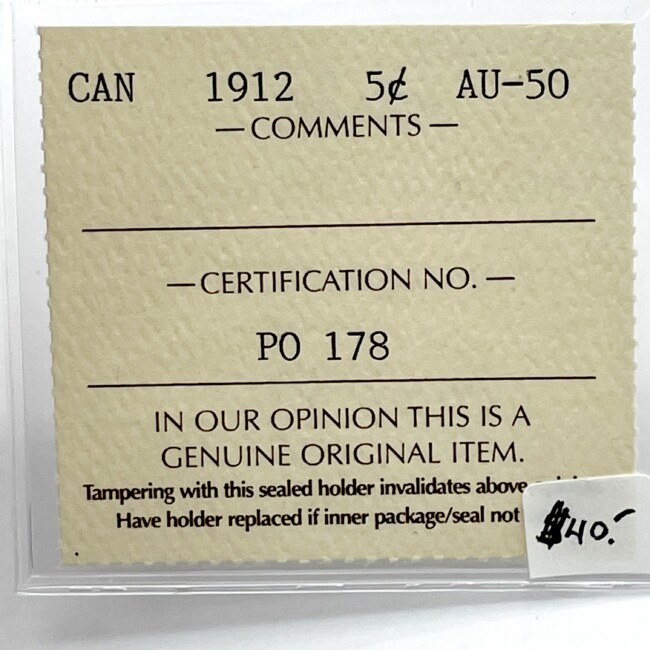 CAN 1912 5¢ AU-50
— COMMENTS —
— CERTIFICATION NO. —
PO 178
IN OUR OPINION THIS IS A
GENUINE ORIGINAL ITEM.
Tampering with this sealed holder invalidates above
Have holder replaced if inner package/seal not
$40.-